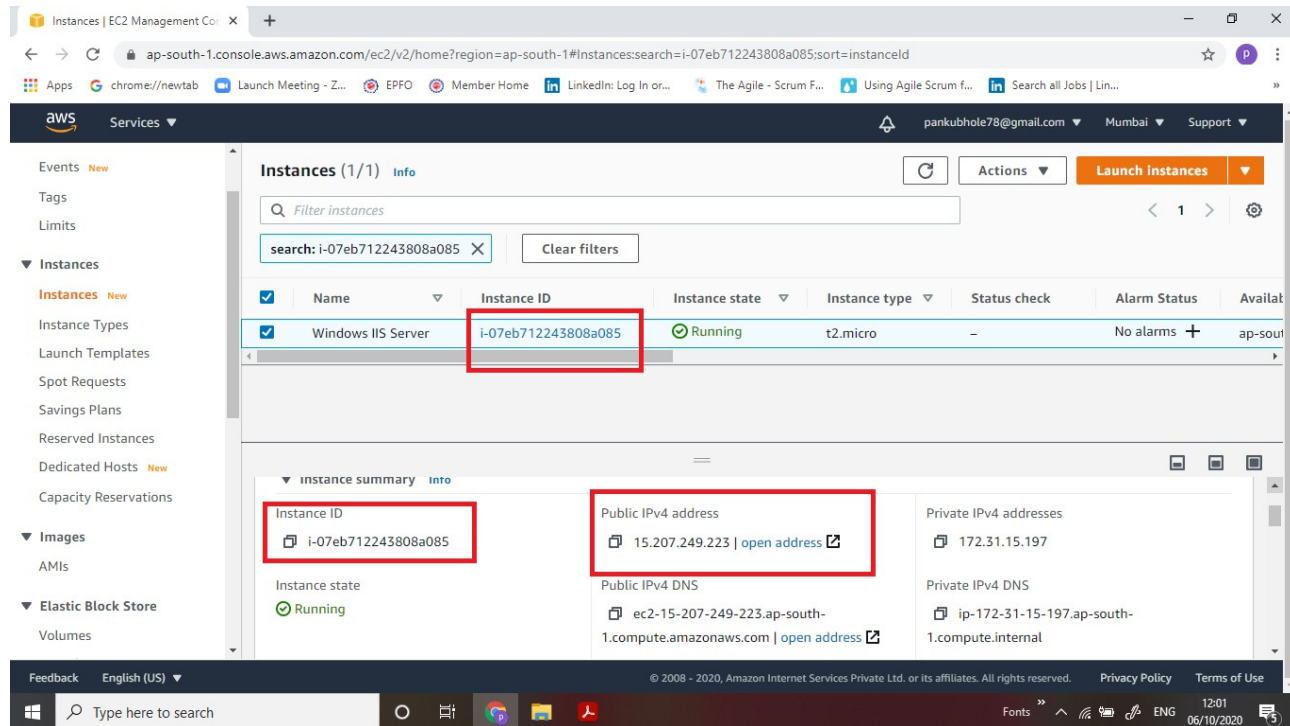 Instances | EC2 Management Con
ap-south-1.console.aws.amazon.com/ec2/v2/home?region=ap-south-1#Instances:search=i-07eb712243808a085;sort=instanceId
P
Apps chrome://newtab Launch Meeting - Z... EPFO Member Home LinkedIn: Log In or... The Agile - Scrum F... Using Agile Scrum f... Search all Jobs | Lin... »
aws Services ▼ pankubhole78@gmail.com ▼ Mumbai ▼ Support ▼
Events New
Tags
Limits
▼ Instances
Instances New
Instance Types
Launch Templates
Spot Requests
Savings Plans
Reserved Instances
Dedicated Hosts New
Capacity Reservations
▼ Images
AMIs
▼ Elastic Block Store
Volumes
Instances (1/1) Info
Actions ▼ Launch instances ▼
Filter instances
< 1 >
search: i-07eb712243808a085 Clear filters
Name Instance ID Instance state Instance type Status check Alarm Status Availab
Windows IIS Server i-07eb712243808a085 Running t2.micro – No alarms + ap-sout
▼ Instance summary Info
Instance ID
i-07eb712243808a085
Public IPv4 address
15.207.249.223 | open address
Private IPv4 addresses
172.31.15.197
Instance state
Running
Public IPv4 DNS
ec2-15-207-249-223.ap-south-
1.compute.amazonaws.com | open address
Private IPv4 DNS
ip-172-31-15-197.ap-south-
1.compute.internal
Feedback English (US) ▼ © 2008 - 2020, Amazon Internet Services Private Ltd. or its affiliates. All rights reserved. Privacy Policy Terms of Use
Type here to search
Fonts » ENG
12:01
06/10/2020
5